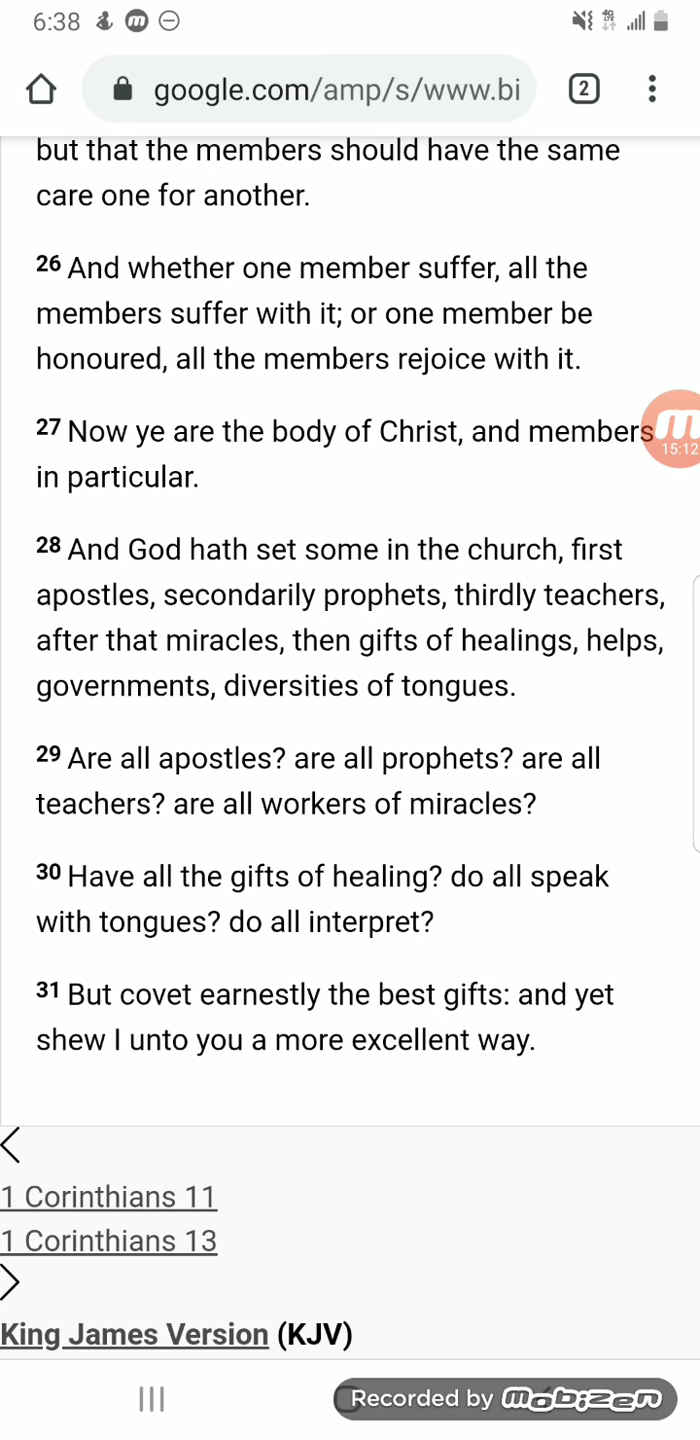 6:38
4G
google.com/amp/s/www.bi
2
but that the members should have the same
care one for another.
26 And whether one member suffer, all the
members suffer with it; or one member be
honoured, all the members rejoice with it.
27 Now ye are the body of Christ, and members
in particular.
m
15:12
28 And God hath set some in the church, first
apostles, secondarily prophets, thirdly teachers,
after that miracles, then gifts of healings, helps,
governments, diversities of tongues.
29 Are all apostles? are all prophets? are all
teachers? are all workers of miracles?
30 Have all the gifts of healing? do all speak
with tongues? do all interpret?
31 But covet earnestly the best gifts: and yet
shew I unto you a more excellent way.
1 Corinthians 11
1 Corinthians 13
King James Version (KJV)
Recorded by mobizen